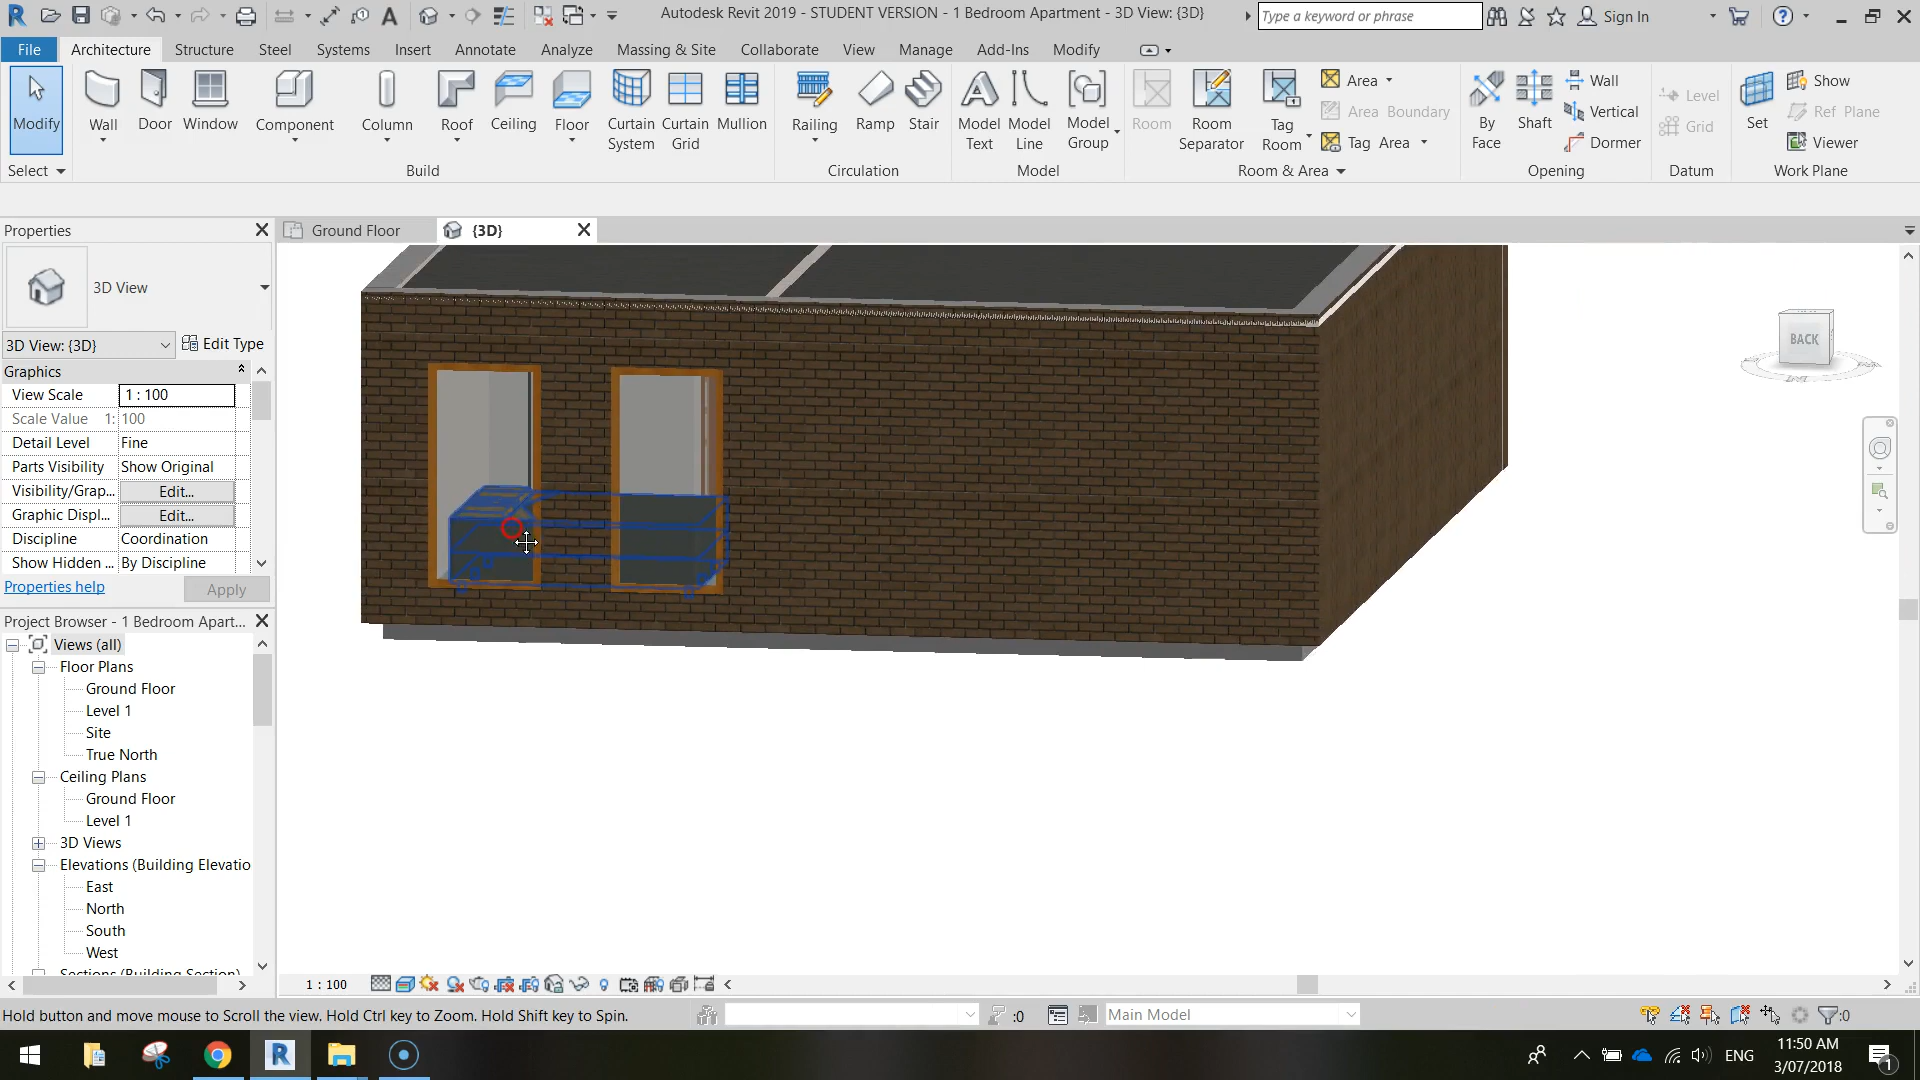 Autodesk Revit 2019 - STUDENT VERSION - 1 Bedroom Apartment - 3D View: {3D}
Type a keyword or phrase
Sign In
File
Architecture
Structure
Steel
Systems
Insert
Annotate
Analyze
Massing & Site
Collaborate
View
Manage
Add-Ins
Modify
Modify
Wall
Door
Window
Component
Column
Roof
Ceiling
Floor
Curtain
System
Curtain
Grid
Mullion
Railing
Ramp
Stair
Model
Text
Model
Line
Model
Group
Room
Room
Separator
Tag
Room
Area
Area Boundary
Tag Area
By
Face
Shaft
Wall
Vertical
Dormer
Level
Grid
Set
Show
Ref Plane
Viewer
Select
Build
Circulation
Model
Room & Area
Opening
Datum
Work Plane
Properties
Ground Floor
{3D}
3D View
3D View: {3D}
Edit Type
Graphics
View Scale 1 : 100
Scale Value 1: 100
Detail Level Fine
Parts Visibility Show Original
Visibility/Grap... Edit...
Graphic Displ... Edit...
Discipline Coordination
Show Hidden ... By Discipline
Properties help
Apply
BACK
Project Browser - 1 Bedroom Apart...
Views (all)
Floor Plans
Ground Floor
Level 1
Site
True North
Ceiling Plans
Ground Floor
Level 1
3D Views
Elevations (Building Elevatio
East
North
South
West
Sections (Building Section)
1 : 100
Hold button and move mouse to Scroll the view. Hold Ctrl key to Zoom. Hold Shift key to Spin.
:0
Main Model
:0
ENG
11:50 AM
3/07/2018
1